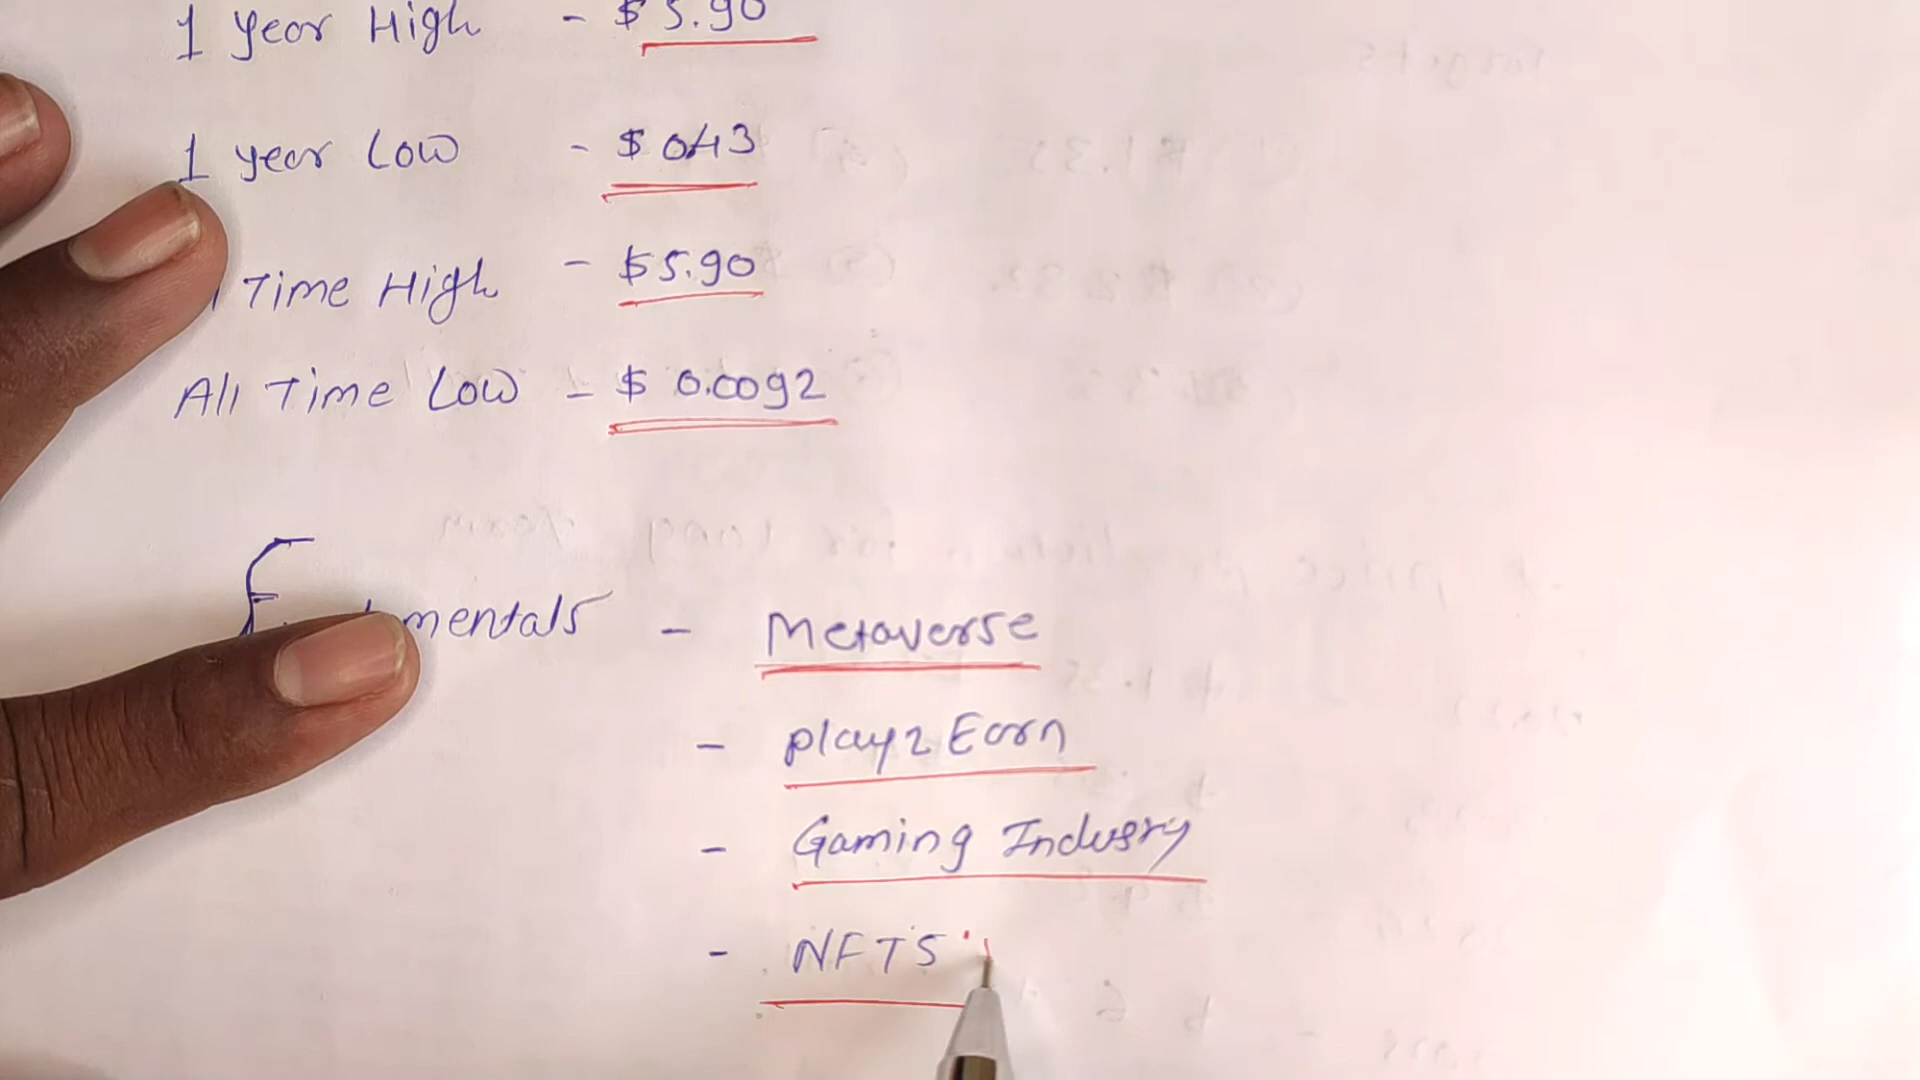 1 Year High - $ 5.90
1 year Low - $ 0.43
Time High - $5.90
All Time Low - $ 0.0092
mentals - Metaverse
- play2Earn
- Gaming Industry
- NFTS